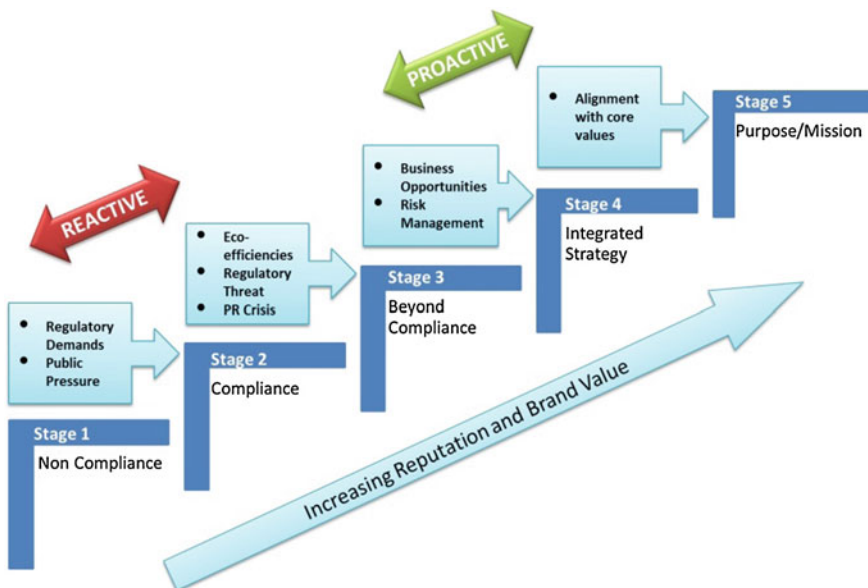 REACTIVE
PROACTIVE
Regulatory
Demands
Public
Pressure
Stage 1
Non Compliance
Eco-
efficiencies
Regulatory
Threat
PR Crisis
Stage 2
Compliance
Business
Opportunities
Risk
Management
Stage 3
Beyond
Compliance
Alignment
with core
values
Stage 4
Integrated
Strategy
Stage 5
Purpose/Mission
Increasing Reputation and Brand Value